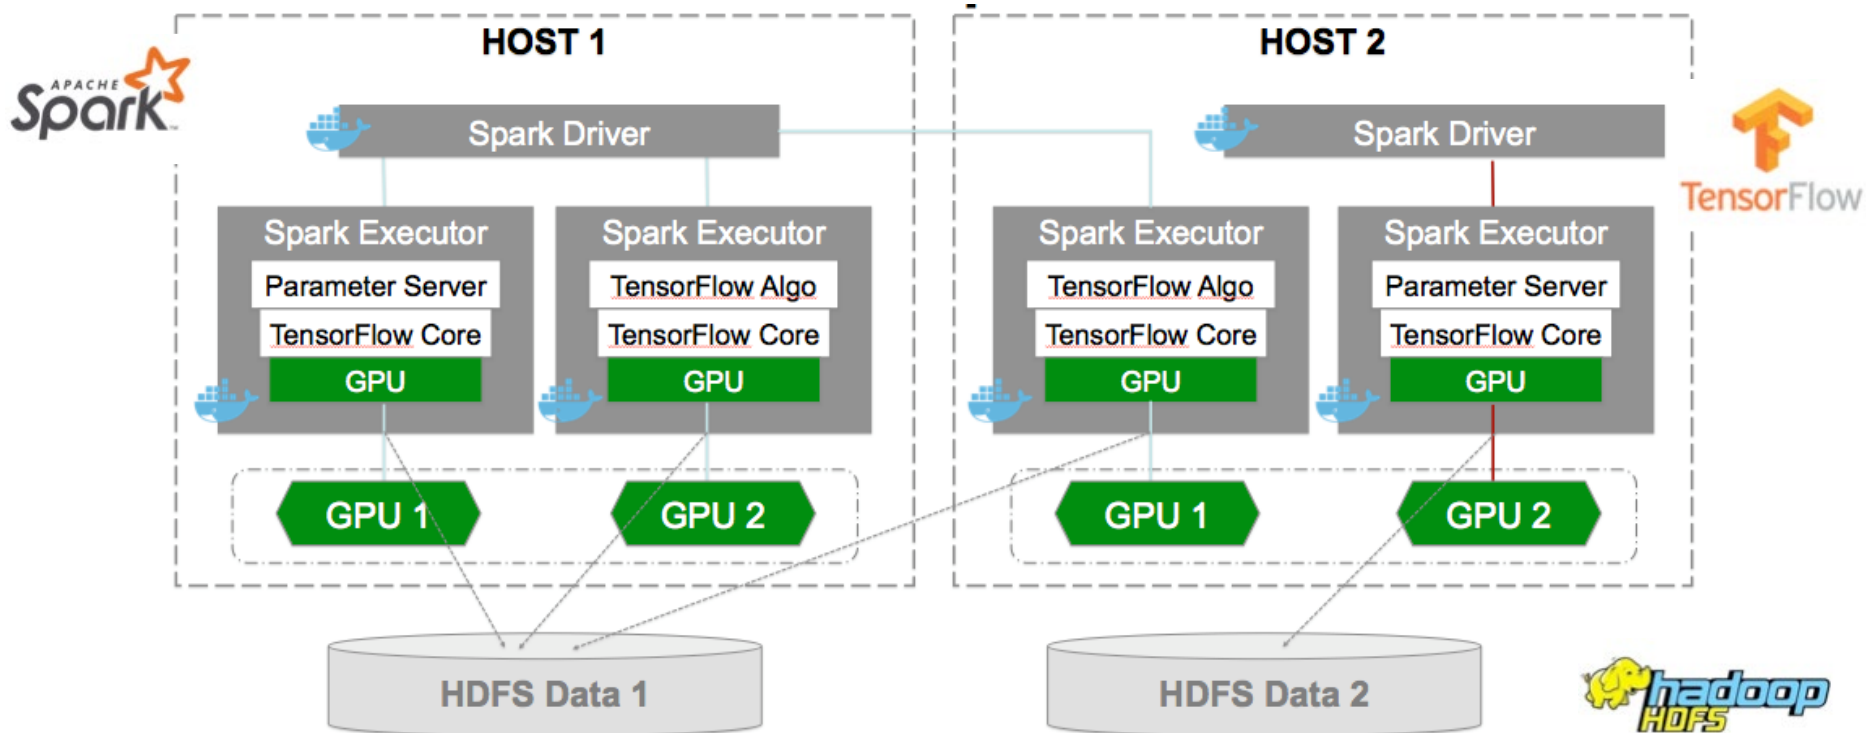 HOST 1
HOST 2
APACHE
Spark
TM
TensorFlow
Spark Driver
Spark Driver
Spark Executor
Parameter Server
TensorFlow Core
GPU
Spark Executor
TensorFlow Algo
TensorFlow Core
GPU
Spark Executor
TensorFlow Algo
TensorFlow Core
GPU
Spark Executor
Parameter Server
TensorFlow Core
GPU
GPU 1
GPU 2
GPU 1
GPU 2
HDFS Data 1
HDFS Data 2
hadoop
HDFS